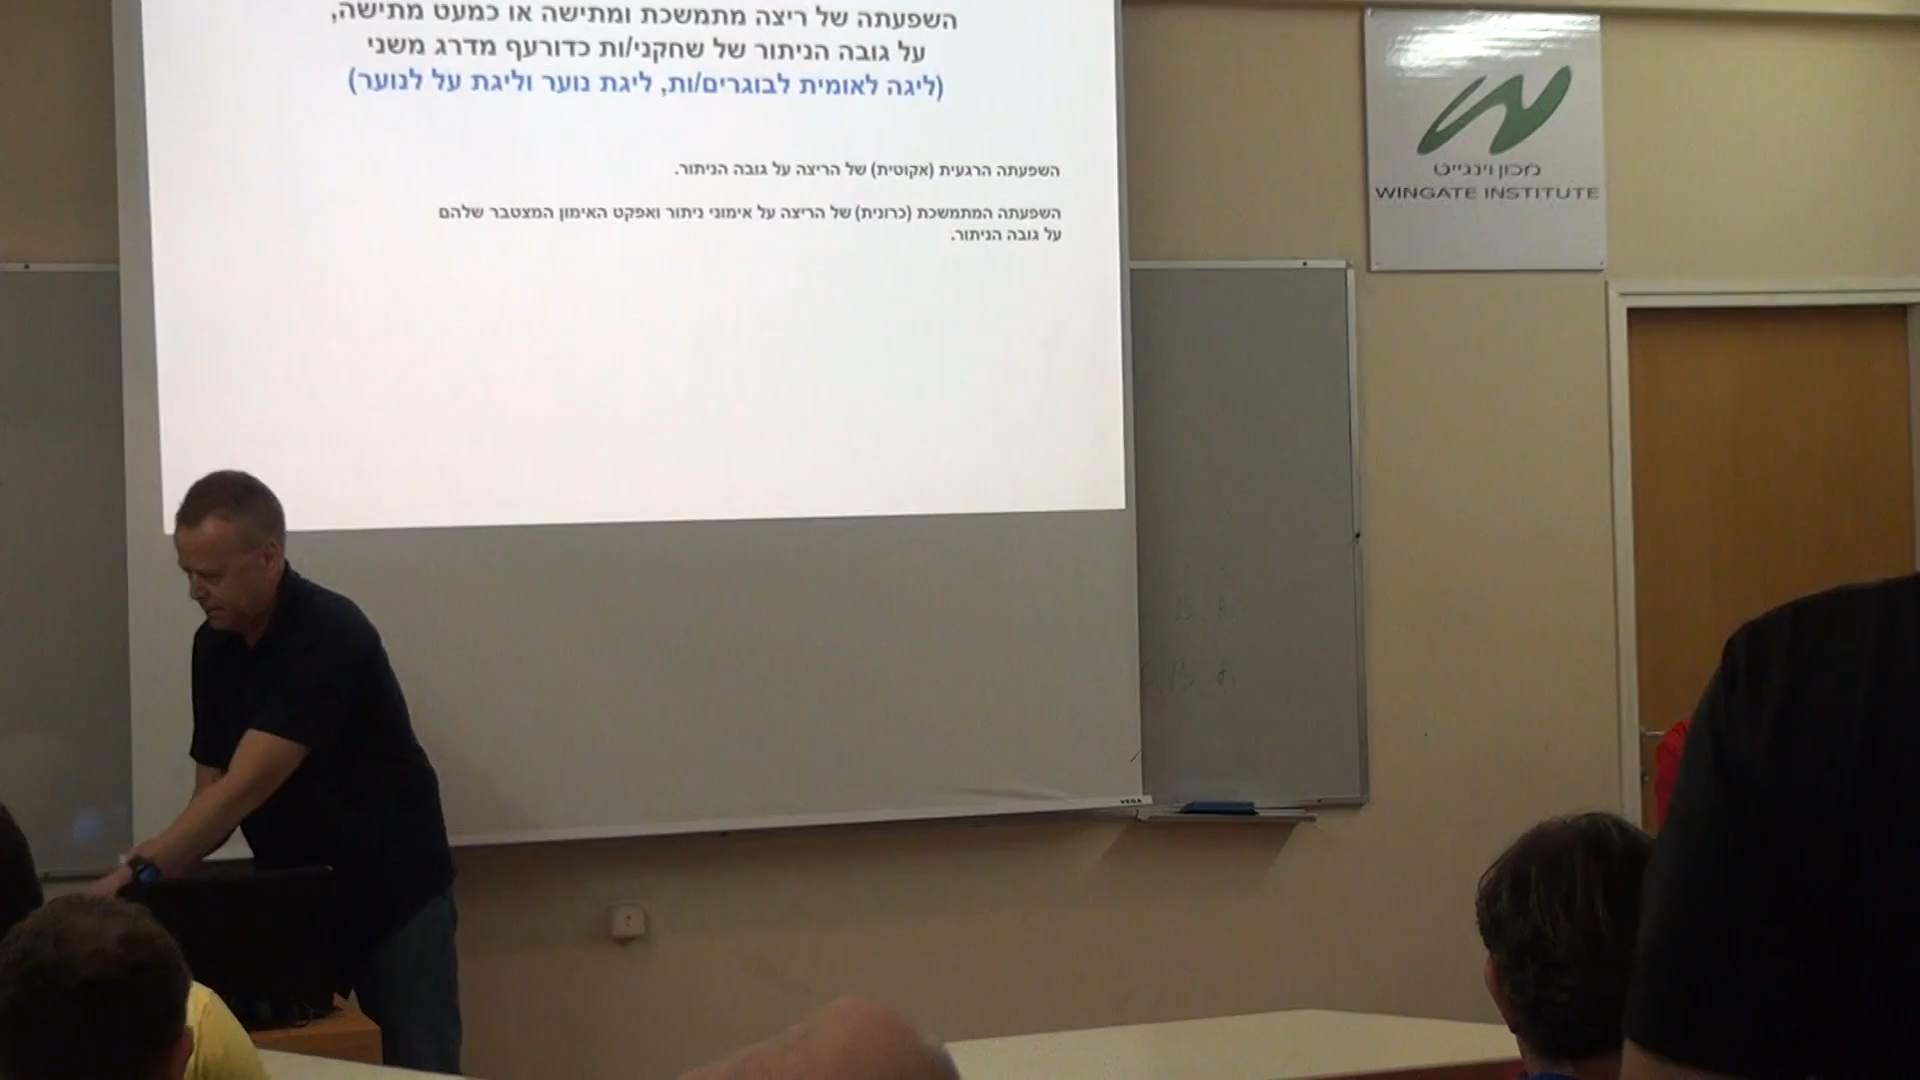 השפעתה של ריצה מתמשכת ומתישה או כמעט מתישה,
על גובה הניתור של שחקני/ות כדורעף מדרג משני
(ליגה לאומית לבוגרים/ות, ליגת נוער וליגת על לנוער)
השפעתה הרגעית (אקוטית) של הריצה על גובה הניתור.
השפעתה המתמשכת (כרונית) של הריצה על אימוני ניתור ואפקט האימון המצטבר שלהם
על גובה הניתור.
מכון וינגייט
WINGATE INSTITUTE
VEGA